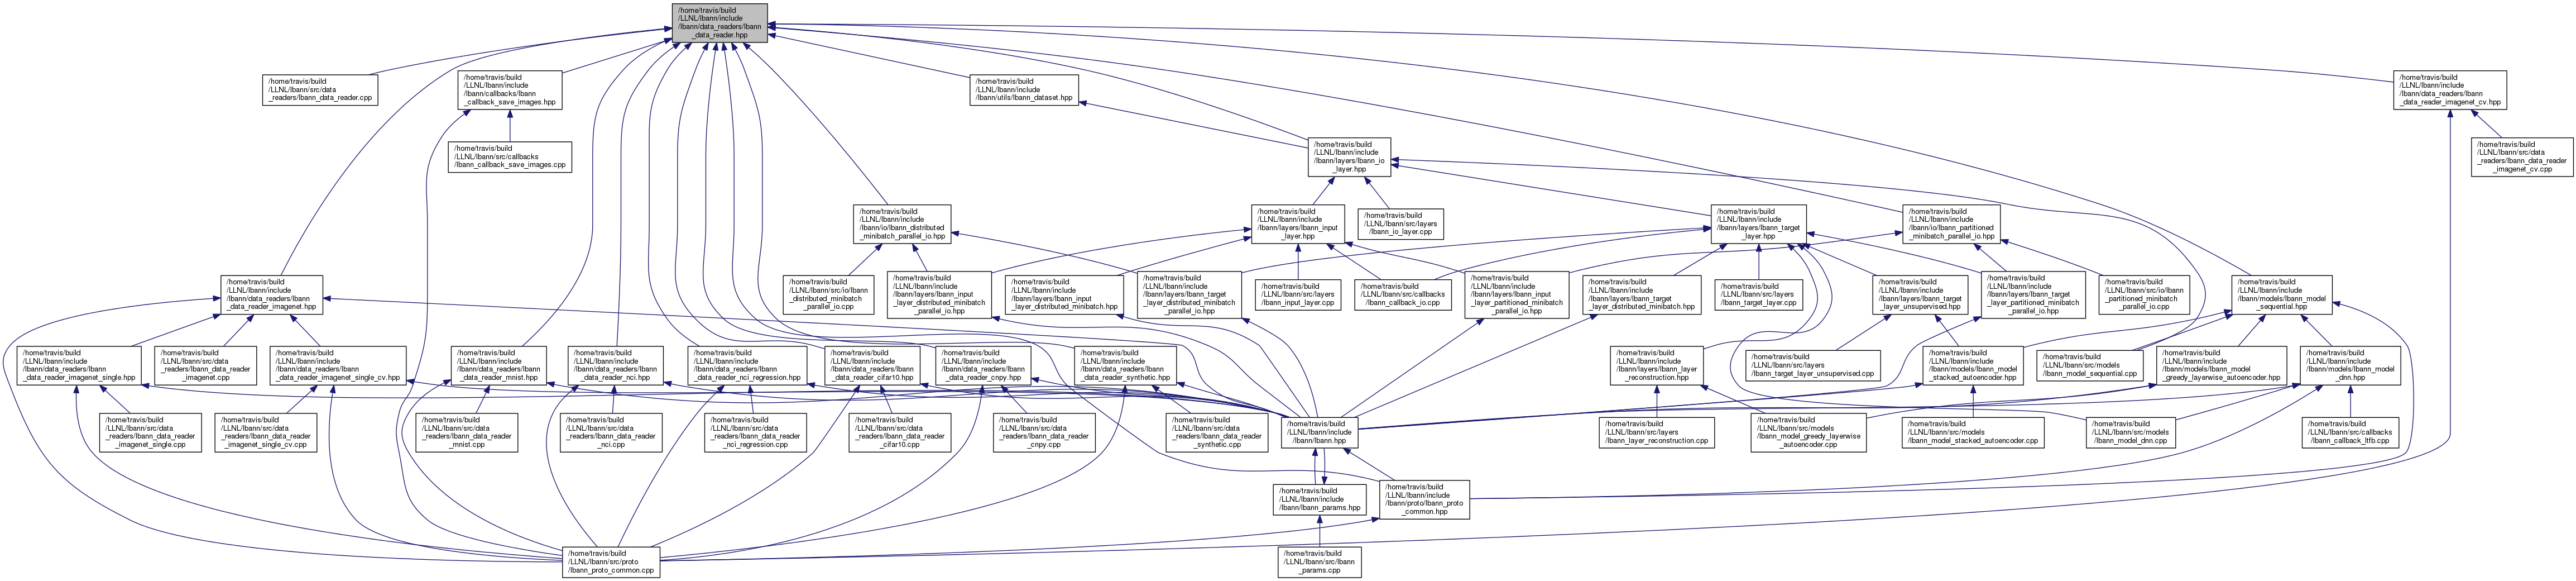 /home/travis/build
/LLNL/lbann/include
/lbann/data_readers/lbann
_data_reader.hpp
/home/travis/build
/LLNL/lbann/src/data
_readers/lbann_data_reader.cpp
/home/travis/build
/LLNL/lbann/include
/lbann/callbacks/lbann
_callback_save_images.hpp
/home/travis/build
/LLNL/lbann/include
/lbann/utils/lbann_dataset.hpp
/home/travis/build
/LLNL/lbann/include
/lbann/data_readers/lbann
_data_reader_imagenet_cv.hpp
/home/travis/build
/LLNL/lbann/src/callbacks
/lbann_callback_save_images.cpp
/home/travis/build
/LLNL/lbann/include
/lbann/layers/lbann_io
_layer.hpp
/home/travis/build
/LLNL/lbann/src/data
_readers/lbann_data_reader
_imagenet_cv.cpp
/home/travis/build
/LLNL/lbann/include
/lbann/io/lbann_distributed
_minibatch_parallel_io.hpp
/home/travis/build
/LLNL/lbann/include
/lbann/layers/lbann_input
_layer.hpp
/home/travis/build
/LLNL/lbann/src/layers
/lbann_io_layer.cpp
/home/travis/build
/LLNL/lbann/include
/lbann/layers/lbann_target
_layer.hpp
/home/travis/build
/LLNL/lbann/include
/lbann/io/lbann_partitioned
_minibatch_parallel_io.hpp
/home/travis/build
/LLNL/lbann/include
/lbann/data_readers/lbann
_data_reader_imagenet.hpp
/home/travis/build
/LLNL/lbann/src/io/lbann
_distributed_minibatch
_parallel_io.cpp
/home/travis/build
/LLNL/lbann/include
/lbann/layers/lbann_input
_layer_distributed_minibatch
_parallel_io.hpp
/home/travis/build
/LLNL/lbann/include
/lbann/layers/lbann_input
_layer_distributed_minibatch.hpp
/home/travis/build
/LLNL/lbann/include
/lbann/layers/lbann_target
_layer_distributed_minibatch
_parallel_io.hpp
/home/travis/build
/LLNL/lbann/src/layers
/lbann_input_layer.cpp
/home/travis/build
/LLNL/lbann/src/callbacks
/lbann_callback_io.cpp
/home/travis/build
/LLNL/lbann/include
/lbann/layers/lbann_input
_layer_partitioned_minibatch
_parallel_io.hpp
/home/travis/build
/LLNL/lbann/include
/lbann/layers/lbann_target
_layer_distributed_minibatch.hpp
/home/travis/build
/LLNL/lbann/src/layers
/lbann_target_layer.cpp
/home/travis/build
/LLNL/lbann/include
/lbann/layers/lbann_target
_layer_unsupervised.hpp
/home/travis/build
/LLNL/lbann/include
/lbann/layers/lbann_target
_layer_partitioned_minibatch
_parallel_io.hpp
/home/travis/build
/LLNL/lbann/src/io/lbann
_partitioned_minibatch
_parallel_io.cpp
/home/travis/build
/LLNL/lbann/include
/lbann/models/lbann_model
_sequential.hpp
/home/travis/build
/LLNL/lbann/include
/lbann/data_readers/lbann
_data_reader_imagenet_single.hpp
/home/travis/build
/LLNL/lbann/src/data
_readers/lbann_data_reader
_imagenet.cpp
/home/travis/build
/LLNL/lbann/include
/lbann/data_readers/lbann
_data_reader_imagenet_single_cv.hpp
/home/travis/build
/LLNL/lbann/include
/lbann/data_readers/lbann
_data_reader_mnist.hpp
/home/travis/build
/LLNL/lbann/include
/lbann/data_readers/lbann
_data_reader_nci.hpp
/home/travis/build
/LLNL/lbann/include
/lbann/data_readers/lbann
_data_reader_nci_regression.hpp
/home/travis/build
/LLNL/lbann/include
/lbann/data_readers/lbann
_data_reader_cifar10.hpp
/home/travis/build
/LLNL/lbann/include
/lbann/data_readers/lbann
_data_reader_cnpy.hpp
/home/travis/build
/LLNL/lbann/include
/lbann/data_readers/lbann
_data_reader_synthetic.hpp
/home/travis/build
/LLNL/lbann/include
/lbann/layers/lbann_layer
_reconstruction.hpp
/home/travis/build
/LLNL/lbann/src/layers
/lbann_target_layer_unsupervised.cpp
/home/travis/build
/LLNL/lbann/include
/lbann/models/lbann_model
_stacked_autoencoder.hpp
/home/travis/build
/LLNL/lbann/src/models
/lbann_model_sequential.cpp
/home/travis/build
/LLNL/lbann/include
/lbann/models/lbann_model
_greedy_layerwise_autoencoder.hpp
/home/travis/build
/LLNL/lbann/include
/lbann/models/lbann_model
_dnn.hpp
/home/travis/build
/LLNL/lbann/src/data
_readers/lbann_data_reader
_imagenet_single.cpp
/home/travis/build
/LLNL/lbann/src/data
_readers/lbann_data_reader
_imagenet_single_cv.cpp
/home/travis/build
/LLNL/lbann/src/data
_readers/lbann_data_reader
_mnist.cpp
/home/travis/build
/LLNL/lbann/src/data
_readers/lbann_data_reader
_nci.cpp
/home/travis/build
/LLNL/lbann/src/data
_readers/lbann_data_reader
_nci_regression.cpp
/home/travis/build
/LLNL/lbann/src/data
_readers/lbann_data_reader
_cifar10.cpp
/home/travis/build
/LLNL/lbann/src/data
_readers/lbann_data_reader
_cnpy.cpp
/home/travis/build
/LLNL/lbann/src/data
_readers/lbann_data_reader
_synthetic.cpp
/home/travis/build
/LLNL/lbann/include
/lbann/lbann.hpp
/home/travis/build
/LLNL/lbann/src/layers
/lbann_layer_reconstruction.cpp
/home/travis/build
/LLNL/lbann/src/models
/lbann_model_greedy_layerwise
_autoencoder.cpp
/home/travis/build
/LLNL/lbann/src/models
/lbann_model_stacked_autoencoder.cpp
/home/travis/build
/LLNL/lbann/src/models
/lbann_model_dnn.cpp
/home/travis/build
/LLNL/lbann/src/callbacks
/lbann_callback_ltfb.cpp
/home/travis/build
/LLNL/lbann/include
/lbann/lbann_params.hpp
/home/travis/build
/LLNL/lbann/include
/lbann/proto/lbann_proto
_common.hpp
/home/travis/build
/LLNL/lbann/src/proto
/lbann_proto_common.cpp
/home/travis/build
/LLNL/lbann/src/lbann
_params.cpp